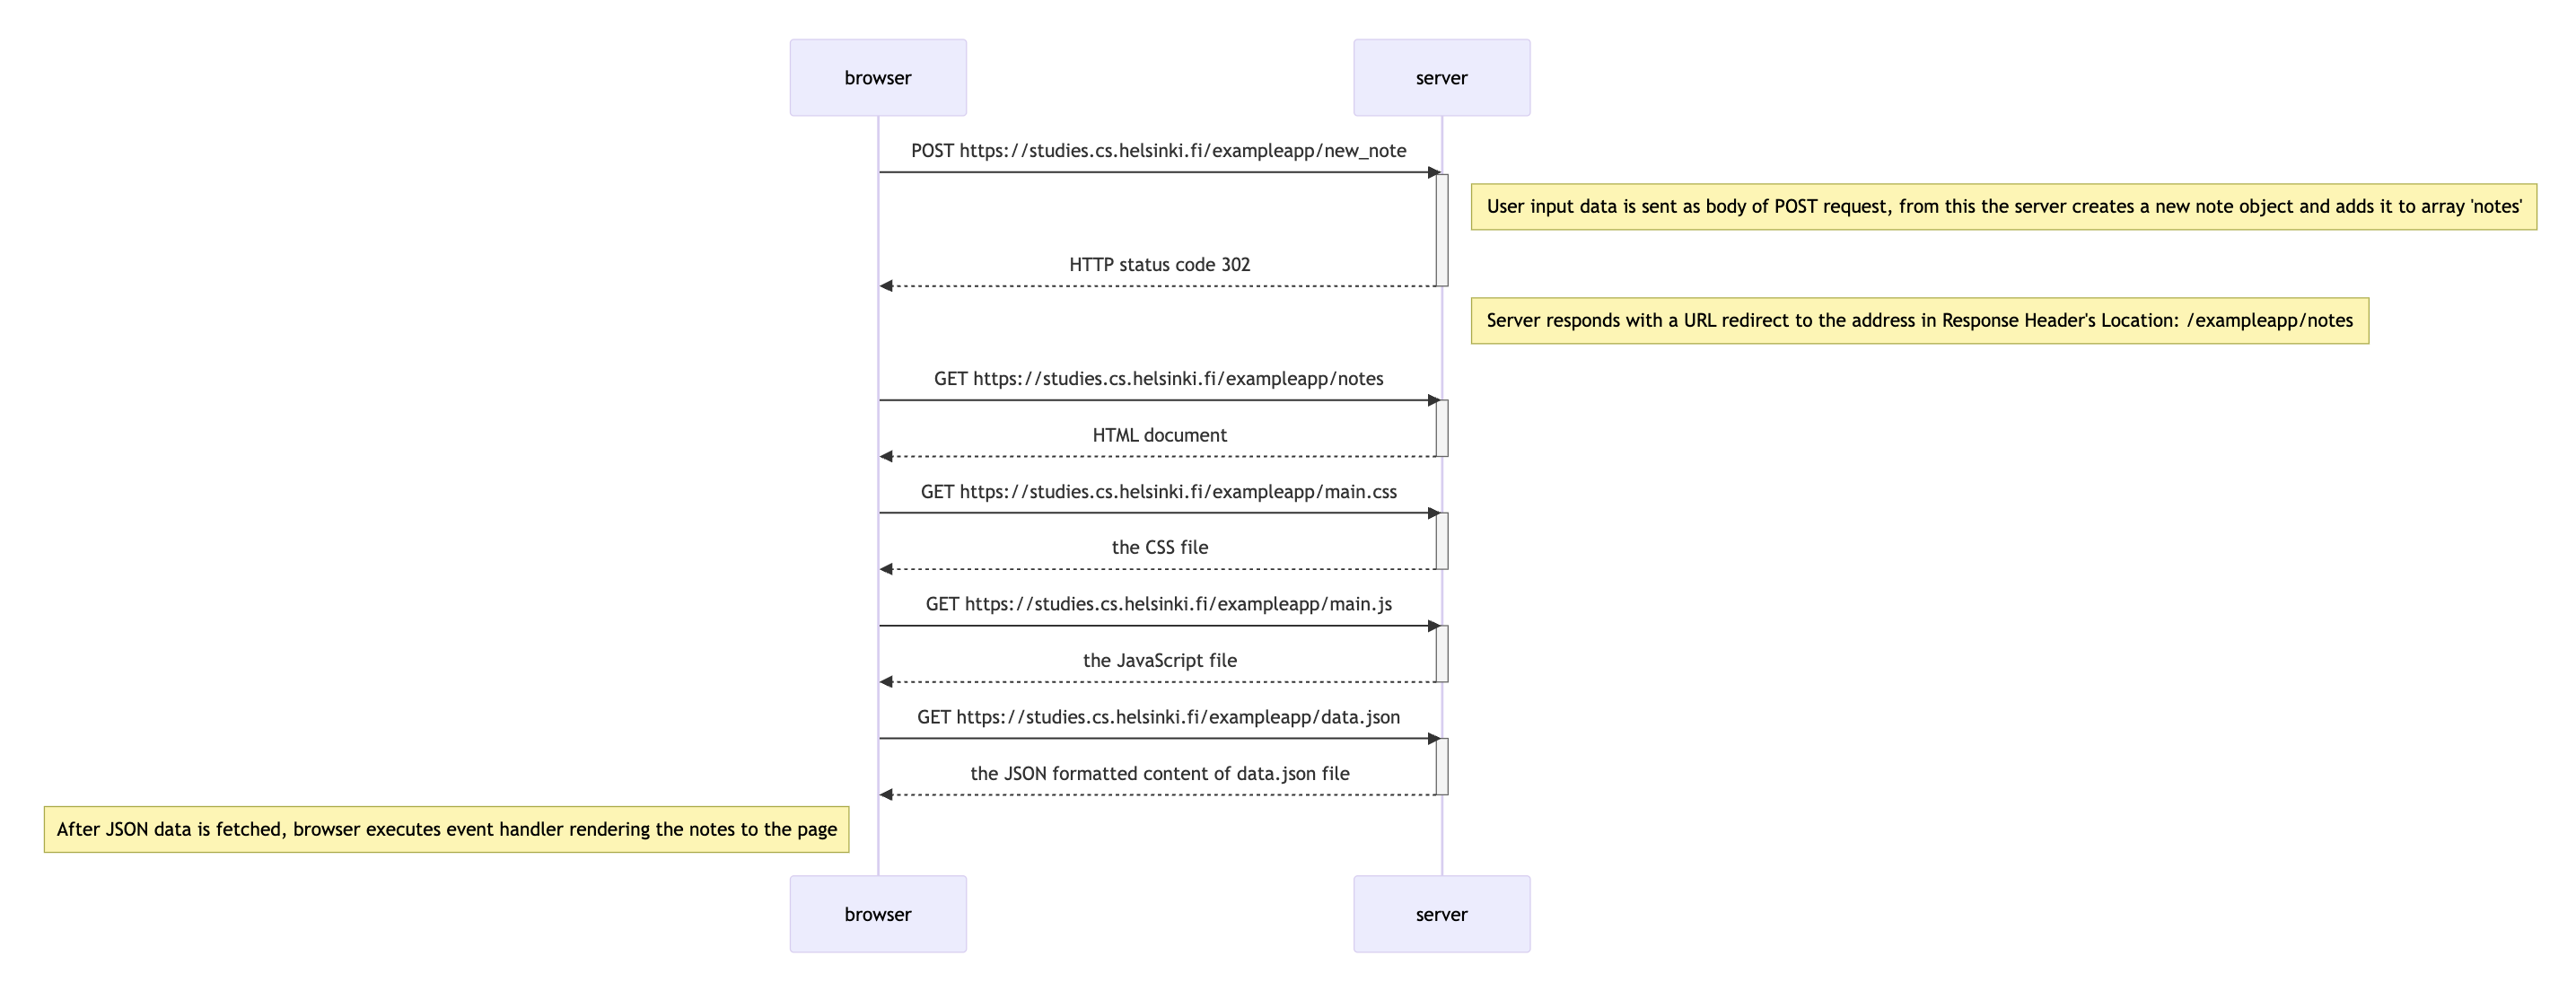 browser
server
POST https://studies.cs.helsinki.fi/exampleapp/new_note
User input data is sent as body of POST request, from this the server creates a new note object and adds it to array 'notes'
HTTP status code 302
Server responds with a URL redirect to the address in Response Header's Location: /exampleapp/notes
GET https://studies.cs.helsinki.fi/exampleapp/notes
HTML document
GET https://studies.cs.helsinki.fi/exampleapp/main.css
the CSS file
GET https://studies.cs.helsinki.fi/exampleapp/main.js
the JavaScript file
GET https://studies.cs.helsinki.fi/exampleapp/data.json
the JSON formatted content of data.json file
After JSON data is fetched, browser executes event handler rendering the notes to the page
browser
server